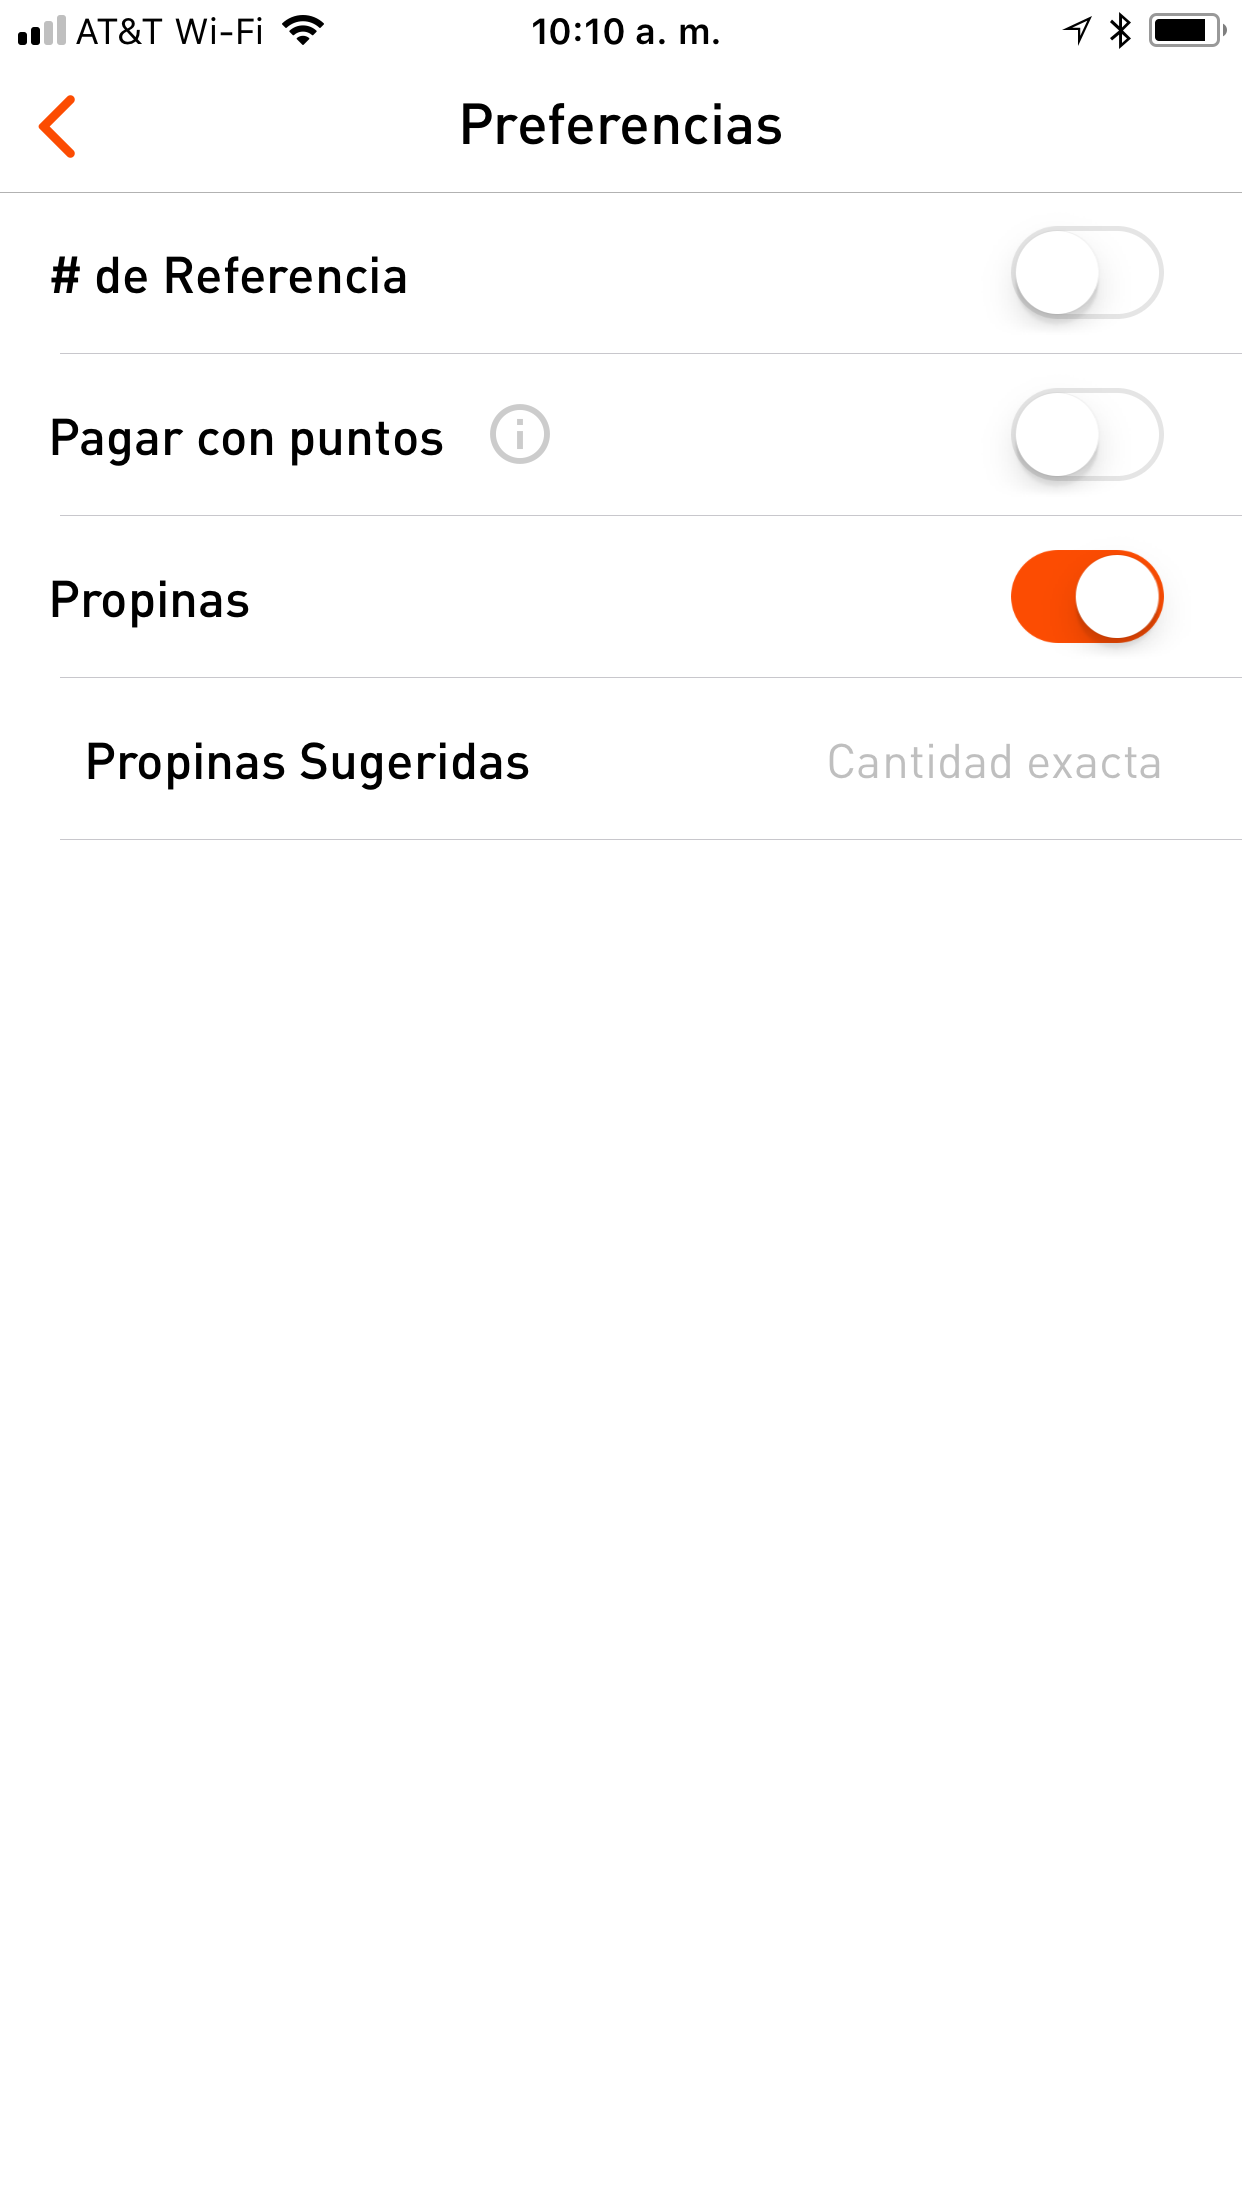 AT&T Wi-Fi 10:10 a. m.
Preferencias
# de Referencia
Pagar con puntos
Propinas
Propinas Sugeridas Cantidad exacta